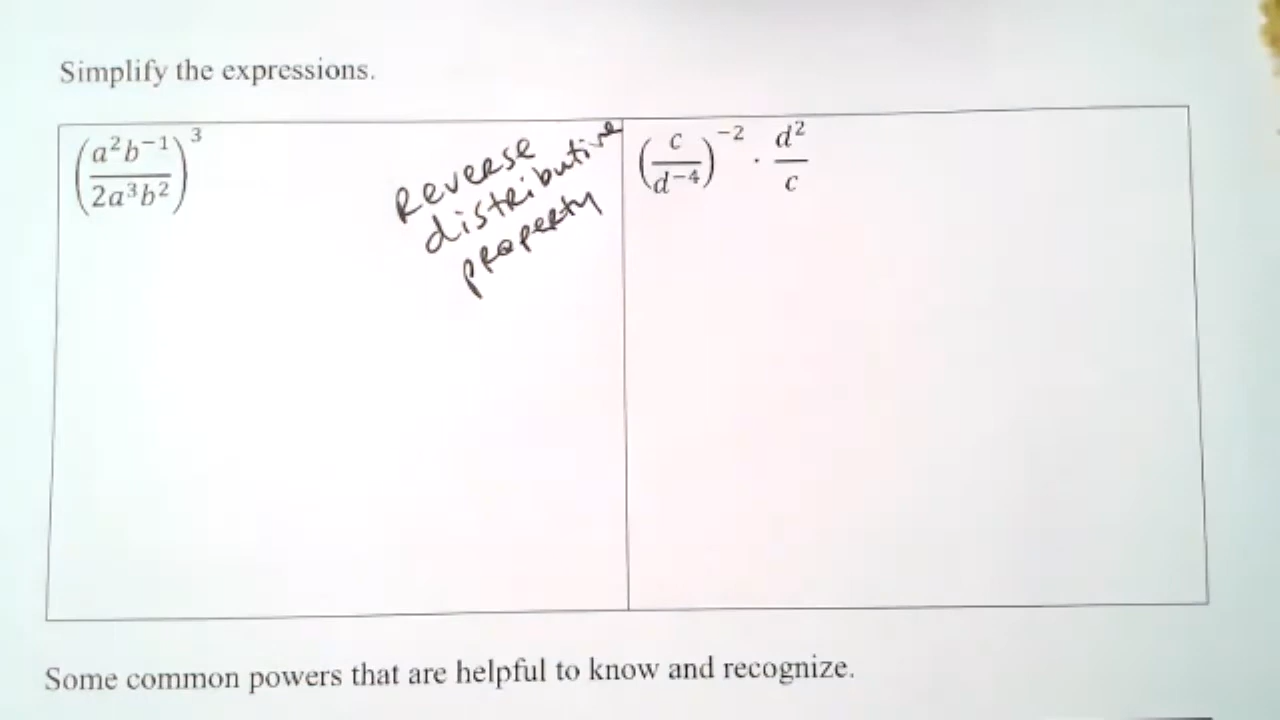 Simplify the expressions.
(a²b⁻¹/2a³b²)³
Reverse
distributive
property
(c/d⁻⁴)⁻² · d²/c
Some common powers that are helpful to know and recognize.